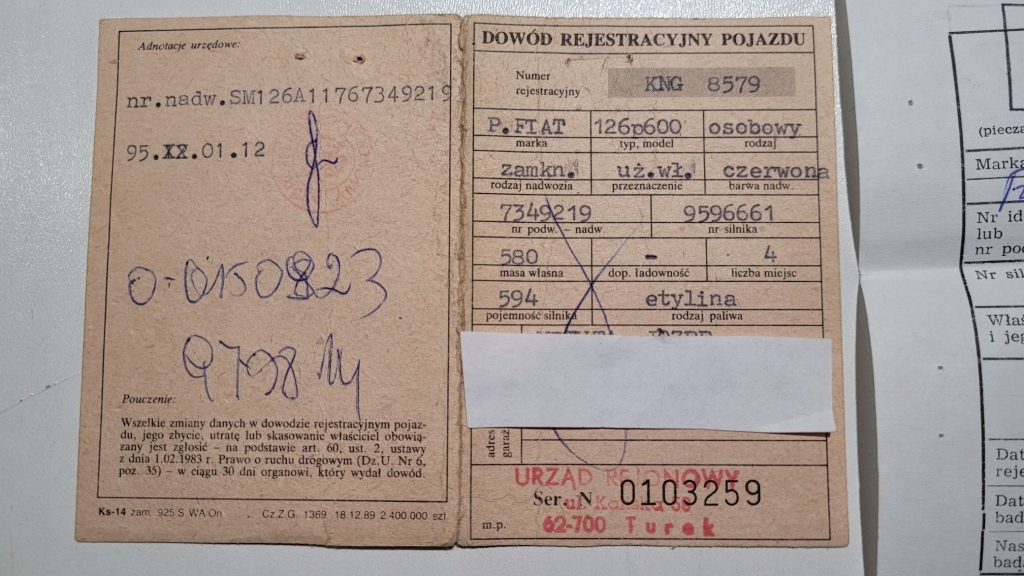 Adnotacje urzędowe:
nr.nadw.SM126A11767349219
95.XX.01.12
0-0150823
9798
Pouczenie:
Wszelkie zmiany danych w dowodzie rejestracyjnym pojaz-
du, jego zbycie, utratę lub skasowanie właściciel obowią-
zany jest zgłosić – na podstawie art. 60, ust. 2, ustawy
z dnia 1.02.1983 r. Prawo o ruchu drogowym (Dz.U. Nr 6,
poz. 35) – w ciągu 30 dni organowi, który wydał dowód.
Ks-14 zam. 925 S WA.On. Cz.Z.G. 1369 18.12.89 2.400.000 szt.
DOWÓD REJESTRACYJNY POJAZDU
Numer
rejestracyjny
KNG 8579
P.FIAT 126p600 osobowy
marka typ, model rodzaj
zamkn. uż.wł. czerwona
rodzaj nadwozia przeznaczenie barwa nadw.
7349219 9596661
nr podw. – nadw. nr silnika
580 - 4
masa własna dop. ładowność liczba miejsc
594 etylina
pojemność silnika rodzaj paliwa
adres
garaż
URZĄD REJONOWY
Ser. N 0103259
ul.
62-700 Turek
m.p.
(piecz
Mark
Nr id
lub
nr po
Nr sil
Właś
i jeg
Dat
reje
Data
bad
Nas
bad